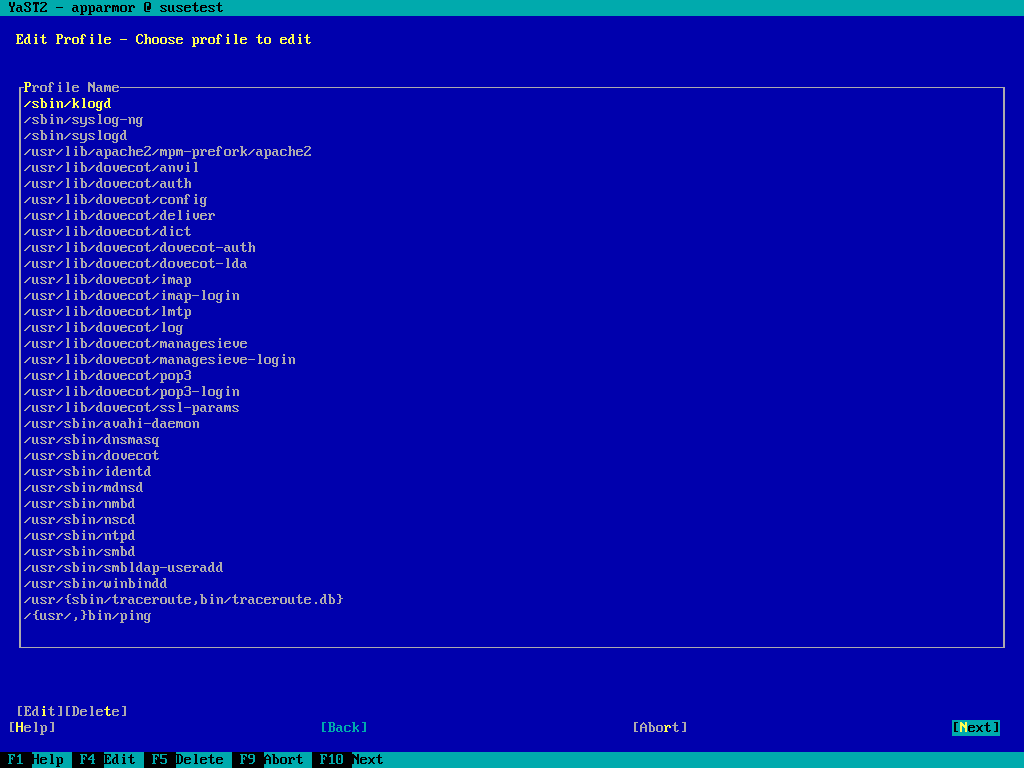 YaST2 - apparmor @ susetest
Edit Profile - Choose profile to edit
Profile Name
/sbin/klogd
/sbin/syslog-ng
/sbin/syslogd
/usr/lib/apache2/mpm-prefork/apache2
/usr/lib/dovecot/anvil
/usr/lib/dovecot/auth
/usr/lib/dovecot/config
/usr/lib/dovecot/deliver
/usr/lib/dovecot/dict
/usr/lib/dovecot/dovecot-auth
/usr/lib/dovecot/dovecot-lda
/usr/lib/dovecot/imap
/usr/lib/dovecot/imap-login
/usr/lib/dovecot/lmtp
/usr/lib/dovecot/log
/usr/lib/dovecot/managesieve
/usr/lib/dovecot/managesieve-login
/usr/lib/dovecot/pop3
/usr/lib/dovecot/pop3-login
/usr/lib/dovecot/ssl-params
/usr/sbin/avahi-daemon
/usr/sbin/dnsmasq
/usr/sbin/dovecot
/usr/sbin/identd
/usr/sbin/mdnsd
/usr/sbin/nmbd
/usr/sbin/nscd
/usr/sbin/ntpd
/usr/sbin/smbd
/usr/sbin/smbldap-useradd
/usr/sbin/winbindd
/usr/{sbin/traceroute,bin/traceroute.db}
/{usr/,}bin/ping
[Edit][Delete]
[Help] [Back] [Abort] [Next]
F1 Help F4 Edit F5 Delete F9 Abort F10 Next